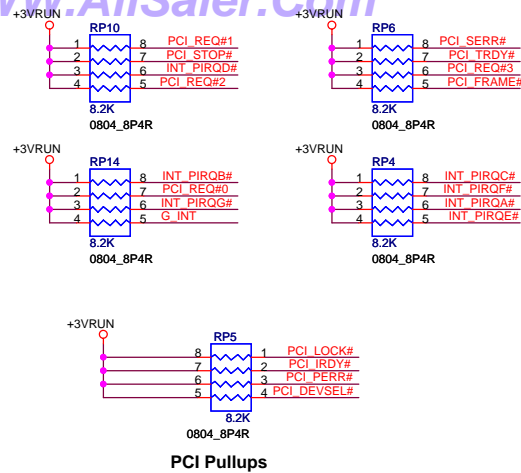 www.AllSaler.Com
+3VRUN
RP10
1 8 PCI_REQ#1
2 7 PCI_STOP#
3 6 INT_PIRQD#
4 5 PCI_REQ#2
8.2K
0804_8P4R
+3VRUN
RP6
1 8 PCI_SERR#
2 7 PCI_TRDY#
3 6 PCI_REQ#3
4 5 PCI_FRAME#
8.2K
0804_8P4R
+3VRUN
RP14
1 8 INT_PIRQB#
2 7 PCI_REQ#0
3 6 INT_PIRQG#
4 5 G_INT
8.2K
0804_8P4R
+3VRUN
RP4
1 8 INT_PIRQC#
2 7 INT_PIRQF#
3 6 INT_PIRQA#
4 5 INT_PIRQE#
8.2K
0804_8P4R
+3VRUN
RP5
8 1 PCI_LOCK#
7 2 PCI_IRDY#
6 3 PCI_PERR#
5 4 PCI_DEVSEL#
8.2K
0804_8P4R
PCI Pullups